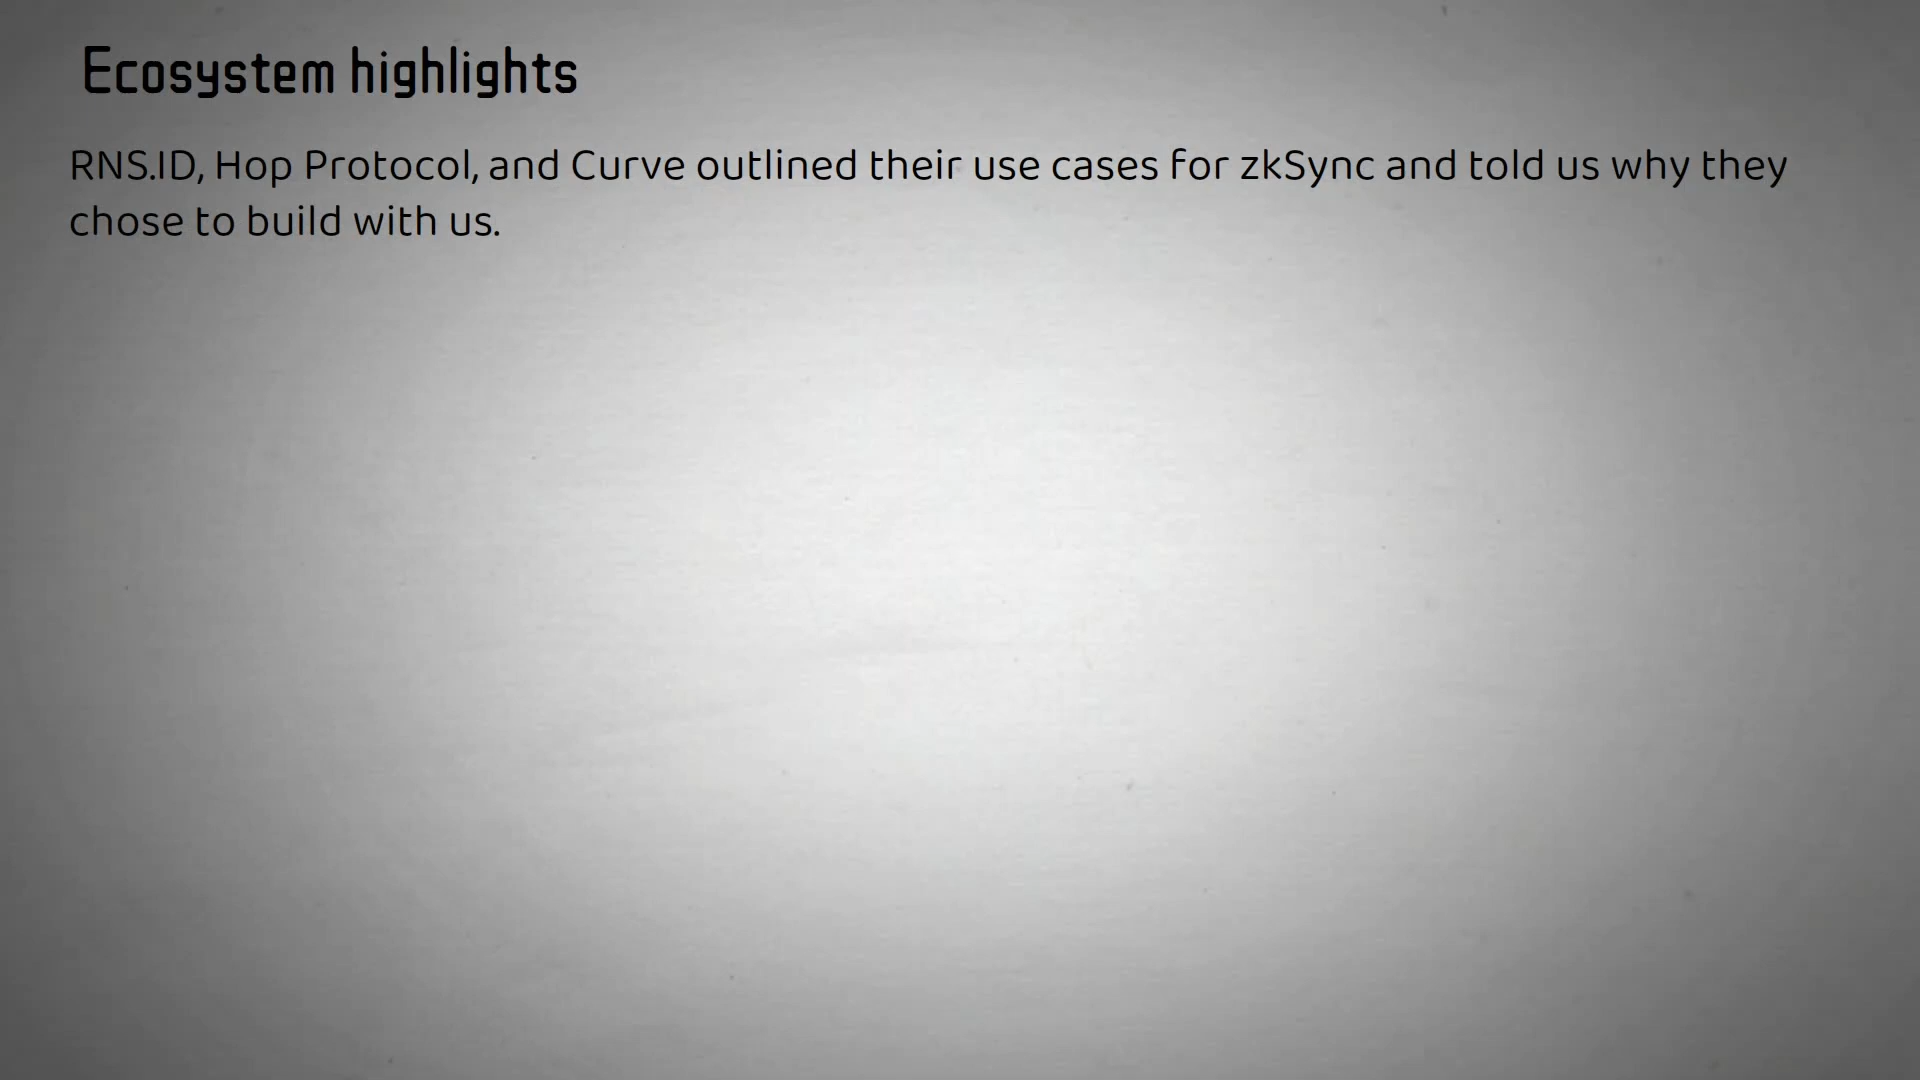 Ecosystem highlights
RNS.ID, Hop Protocol, and Curve outlined their use cases for zkSync and told us why they
chose to build with us.